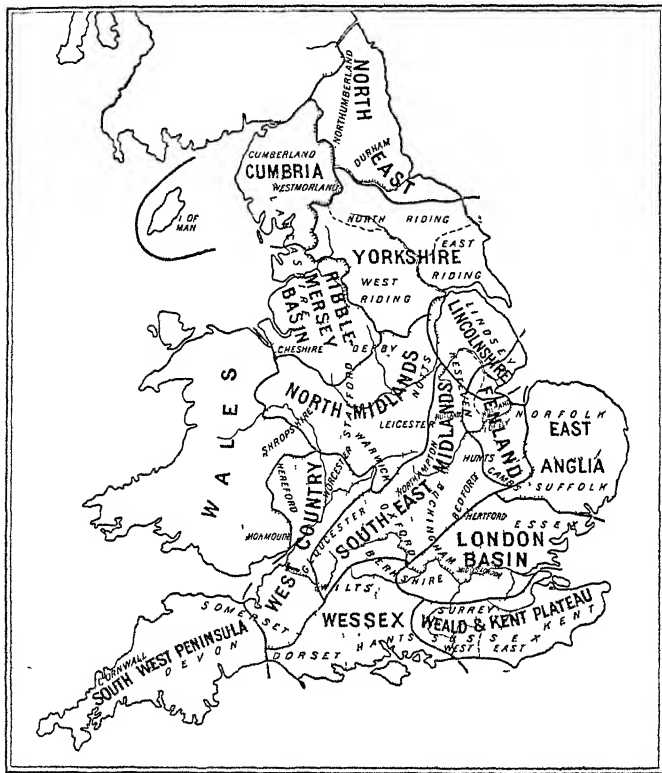 NORTH EAST
NORTHUMBERLAND
DURHAM
CUMBERLAND
CUMBRIA
WESTMORLAND
I OF
MAN
LANCASHIRE
NORTH RIDING
EAST
RIDING
YORKSHIRE
WEST
RIDING
RIBBLE
MERSEY
BASIN
CHESHIRE
DERBY
NOTTS
LINDSEY
LINCOLNSHIRE
KESTEVEN
NORTH MIDLANDS
STAFFORD
LEICESTER
SHROPSHIRE
WALES
FENLAND
NORFOLK
EAST
ANGLIA
SUFFOLK
HUNTS
CAMBS
WARWICK
WORCESTER
HEREFORD
MONMOUTH
WEST COUNTRY
GLOUCESTER
SOUTH-EAST MIDLANDS
NORTHAMPTON
OXFORD
BUCKINGHAM
BEDFORD
HERTFORD
ESSEX
LONDON
BASIN
BERKSHIRE
WILTS
SOMERSET
WESSEX
SURREY
WEALD & KENT PLATEAU
KENT
SUSSEX
WEST EAST
HANTS
DORSET
CORNWALL
SOUTH WEST PENINSULA
DEVON